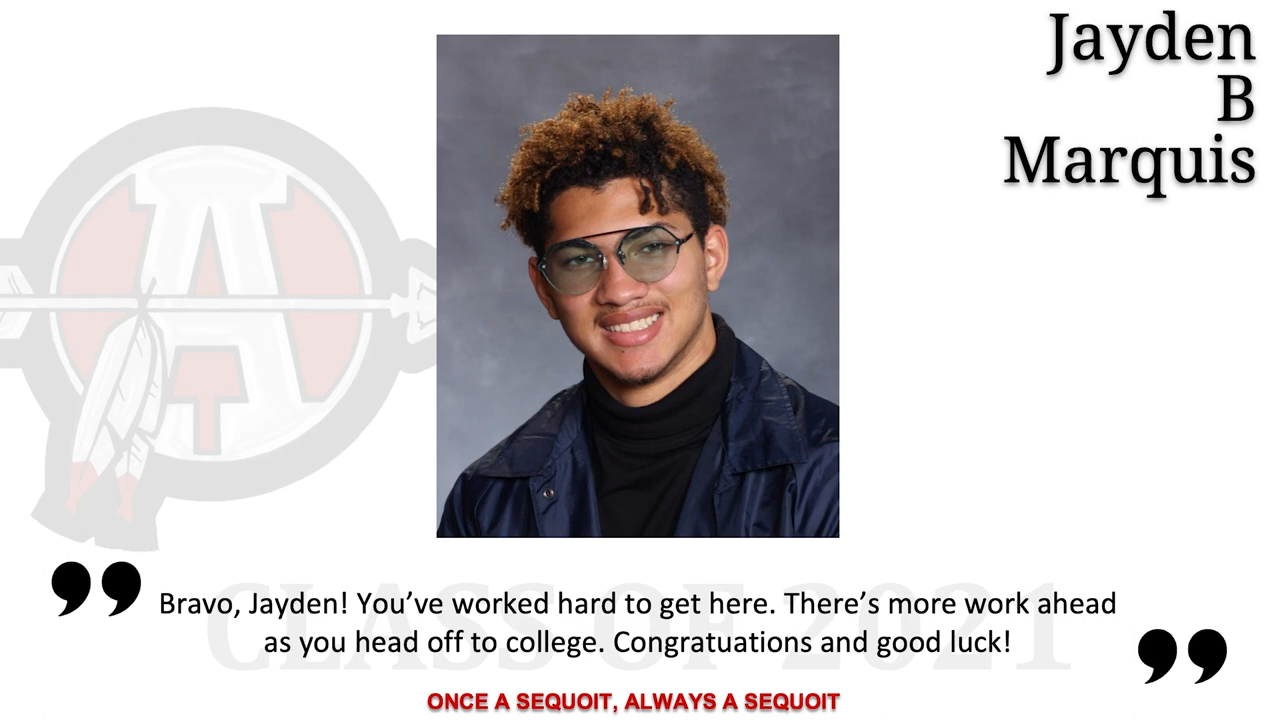 Jayden
B
Marquis
A
CLASS OF 2021
Bravo, Jayden! You’ve worked hard to get here. There’s more work ahead
as you head off to college. Congratuations and good luck!
ONCE A SEQUOIT, ALWAYS A SEQUOIT